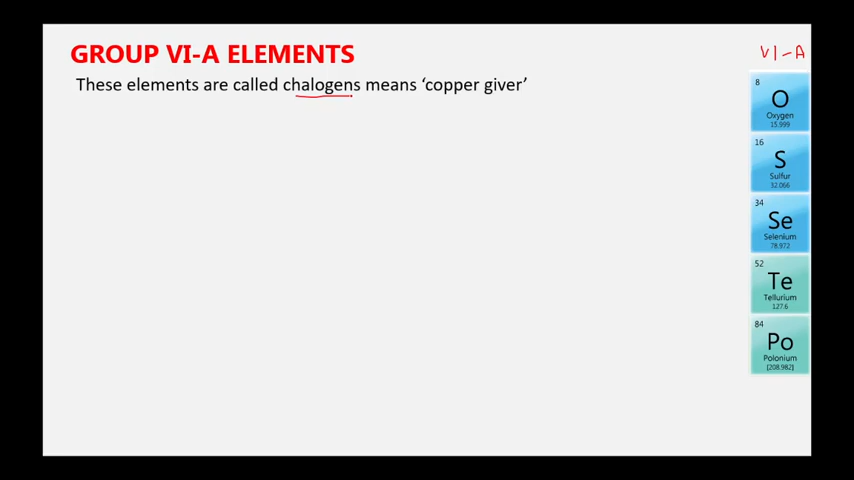 GROUP VI-A ELEMENTS
These elements are called chalogens means ‘copper giver’
VI-A
8
O
Oxygen
15.999
16
S
Sulfur
32.066
34
Se
Selenium
78.972
52
Te
Tellurium
127.6
84
Po
Polonium
[208.982]